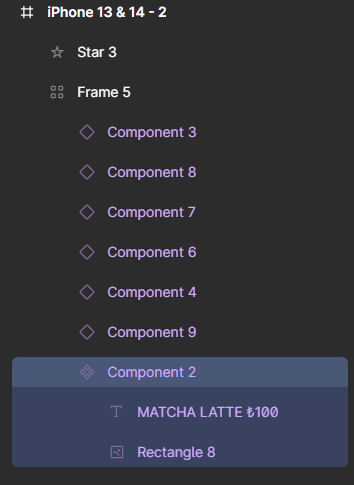 iPhone 13 & 14 - 2
Star 3
Frame 5
Component 3
Component 8
Component 7
Component 6
Component 4
Component 9
Component 2
MATCHA LATTE ₺100
Rectangle 8